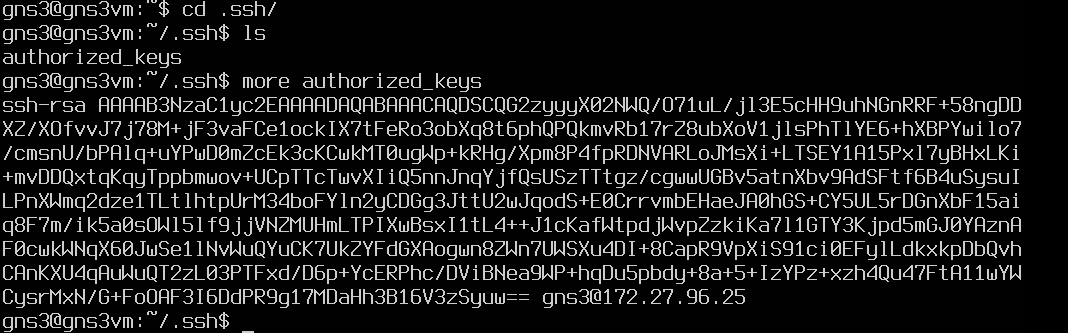 gns3@gns3vm:~$ cd .ssh/
gns3@gns3vm:~/.ssh$ ls
authorized_keys
gns3@gns3vm:~/.ssh$ more authorized_keys
ssh-rsa AAAAB3NzaC1yc2EAAAADAQABAAACAQDSCQG2zyyyX02NWQ/O71uL/jl3E5cHH9uhNGnRRF+58ngDD
XZ/XOfvvJ7j78M+jF3vaFCe1ockIX7tFeRo3obXq8t6phQPQkmvRb17rZ8ubXoV1jlsPhTlYE6+hXBPYwilo7
/cmsnU/bPAlq+uYPwD0mZcEk3cKCwkMT0ugWp+kRHg/Xpm8P4fpRDNVARLoJMsXi+LTSEY1A15Pxl7yBHxLKi
+mvDDQxtqKqyTppbmwov+UCpTTcTwvXIiQ5nnJnqYjfQsUSzTTtgz/cgwwUGBv5atnXbv9AdSFtf6B4uSysuI
LPnXWmq2dze1TLtlhtpUrM34boFYln2yCDGg3JttU2wJqodS+E0CrrvmbEHaeJA0hGS+CY5UL5rDGnXbF15ai
q8F7m/ik5a0sOWl5lf9jjVNZMUHmLTPIXwBsxI1tL4++J1cKafWtpdjWvpZzkiKa7l1GTY3Kjpd5mGJ0YAznA
F0cwkWNqX60JwSe1lNvWuQYuCK7UkZYFdGXAogwn8ZWn7UWSXu4DI+8CapR9VpXiS91ci0EFylLdkxkpDbQvh
CAnKXU4qAuWuQT2zL03PTFxd/D6p+YcERPhc/DViBNea9WP+hqDu5pbdy+8a+5+IzYPz+xzh4Qu47FtA11wYW
CysrMxN/G+FoOAF3I6DdPR9g17MDaHh3B16V3zSyuw== gns3@172.27.96.25
gns3@gns3vm:~/.ssh$ _